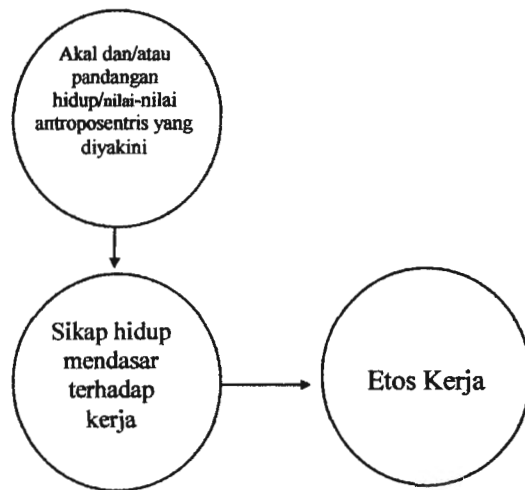 Akal dan/atau
pandangan
hidup/nilai-nilai
antroposentris yang
diyakini
Sikap hidup
mendasar
terhadap
kerja
Etos Kerja